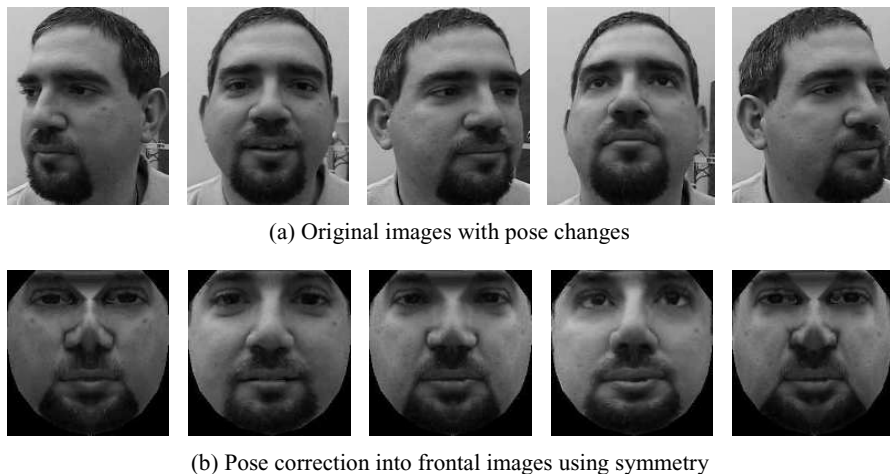 (a) Original images with pose changes
(b) Pose correction into frontal images using symmetry